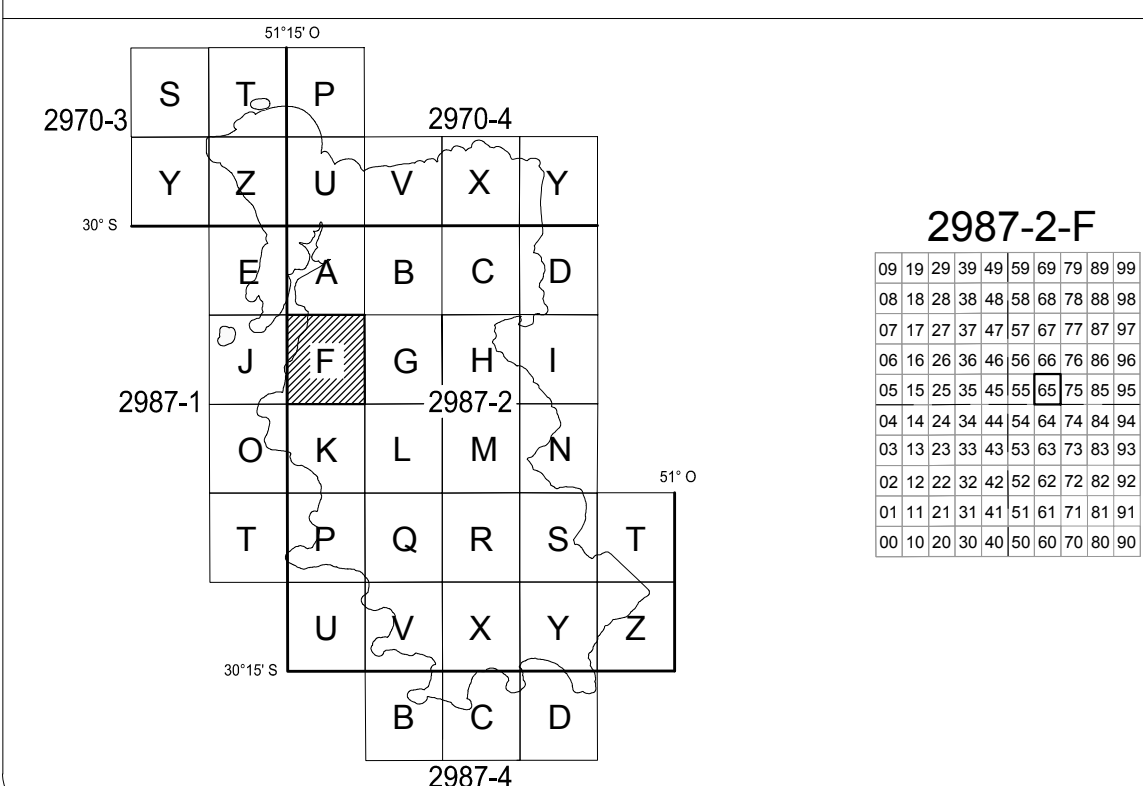 51°15' O
S T P
2970-3 2970-4
Y Z U V X Y
30° S
E A B C D
J F G H I
2987-1 2987-2
O K L M N
51° O
T P Q R S T
U V X Y Z
30°15' S
B C D
2987-4
2987-2-F
09 19 29 39 49 59 69 79 89 99
08 18 28 38 48 58 68 78 88 98
07 17 27 37 47 57 67 77 87 97
06 16 26 36 46 56 66 76 86 96
05 15 25 35 45 55 65 75 85 95
04 14 24 34 44 54 64 74 84 94
03 13 23 33 43 53 63 73 83 93
02 12 22 32 42 52 62 72 82 92
01 11 21 31 41 51 61 71 81 91
00 10 20 30 40 50 60 70 80 90